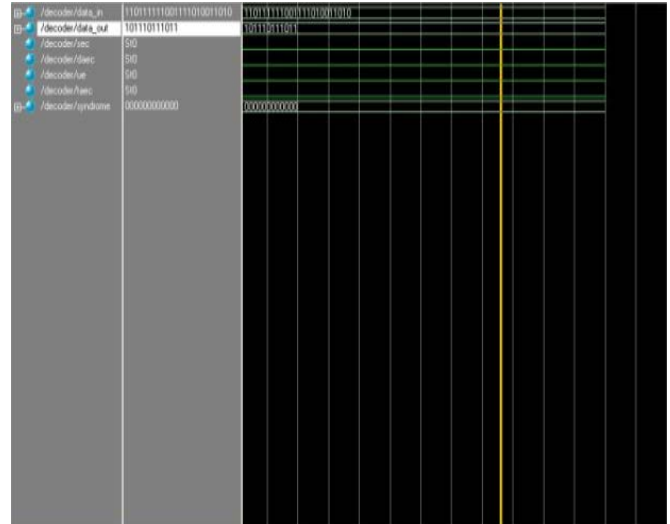 /decoder/data_in 110111111001111010011010 110111111001111010011010
/decoder/data_out 101110111011 101110111011
/decoder/sec St0
/decoder/daec St0
/decoder/ue St0
/decoder/taec St0
/decoder/syndrome 000000000000 000000000000